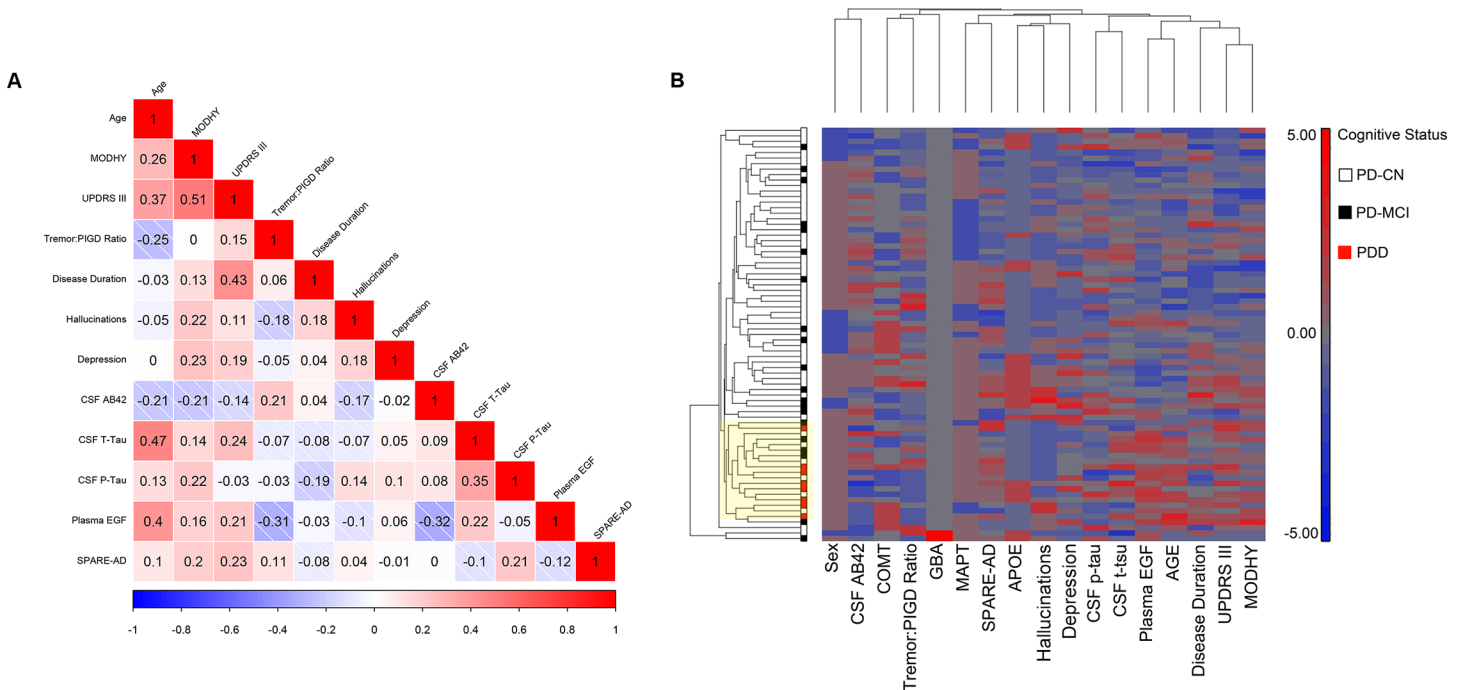 A
Age
MODHY
UPDRS III
Tremor:PIGD Ratio
Disease Duration
Hallucinations
Depression
CSF AB42
CSF T-Tau
CSF P-Tau
Plasma EGF
SPARE-AD
Age 1
MODHY 0.26 1
UPDRS III 0.37 0.51 1
Tremor:PIGD Ratio -0.25 0 0.15 1
Disease Duration -0.03 0.13 0.43 0.06 1
Hallucinations -0.05 0.22 0.11 -0.18 0.18 1
Depression 0 0.23 0.19 -0.05 0.04 0.18 1
CSF AB42 -0.21 -0.21 -0.14 0.21 0.04 -0.17 -0.02 1
CSF T-Tau 0.47 0.14 0.24 -0.07 -0.08 -0.07 0.05 0.09 1
CSF P-Tau 0.13 0.22 -0.03 -0.03 -0.19 0.14 0.1 0.08 0.35 1
Plasma EGF 0.4 0.16 0.21 -0.31 -0.03 -0.1 0.06 -0.32 0.22 -0.05 1
SPARE-AD 0.1 0.2 0.23 0.11 -0.08 0.04 -0.01 0 -0.1 0.21 -0.12 1
-1 -0.8 -0.6 -0.4 -0.2 0 0.2 0.4 0.6 0.8 1
B
5.00
0.00
-5.00
Cognitive Status
PD-CN
PD-MCI
PDD
Sex
CSF AB42
COMT
Tremor:PIGD Ratio
GBA
MAPT
SPARE-AD
APOE
Hallucinations
Depression
CSF p-tau
CSF t-tsu
Plasma EGF
AGE
Disease Duration
UPDRS III
MODHY